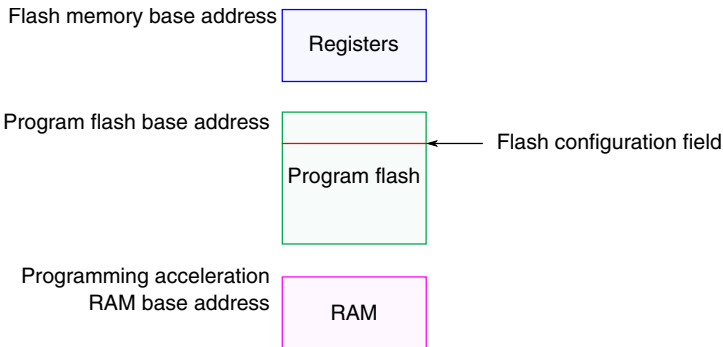 Flash memory base address
Registers
Program flash base address
Flash configuration field
Program flash
Programming acceleration
RAM base address
RAM